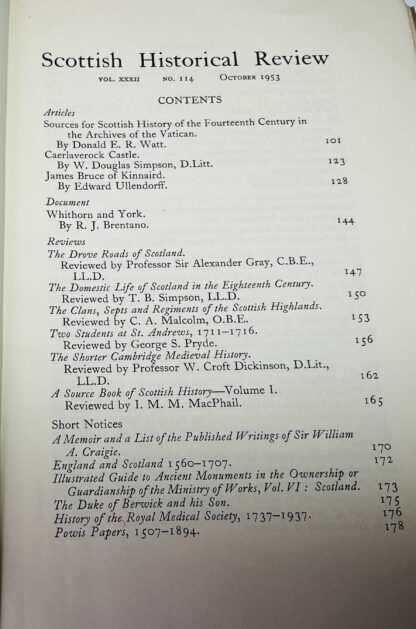 Scottish Historical Review
VOL. XXXII NO. 114 OCTOBER 1953
CONTENTS
Articles
Sources for Scottish History of the Fourteenth Century in
the Archives of the Vatican.
By Donald E. R. Watt. 101
Caerlaverock Castle.
By W. Douglas Simpson, D.Litt. 123
James Bruce of Kinnaird.
By Edward Ullendorff. 128
Document
Whithorn and York.
By R. J. Brentano. 144
Reviews
The Drove Roads of Scotland.
Reviewed by Professor Sir Alexander Gray, C.B.E.,
LL.D. 147
The Domestic Life of Scotland in the Eighteenth Century.
Reviewed by T. B. Simpson, LL.D. 150
The Clans, Septs and Regiments of the Scottish Highlands.
Reviewed by C. A. Malcolm, O.B.E. 153
Two Students at St. Andrews, 1711-1716.
Reviewed by George S. Pryde. 156
The Shorter Cambridge Medieval History.
Reviewed by Professor W. Croft Dickinson, D.Lit.,
LL.D. 162
A Source Book of Scottish History—Volume I.
Reviewed by I. M. M. MacPhail. 165
Short Notices
A Memoir and a List of the Published Writings of Sir William
A. Craigie. 170
England and Scotland 1560-1707. 172
Illustrated Guide to Ancient Monuments in the Ownership or
Guardianship of the Ministry of Works, Vol. VI : Scotland. 173
The Duke of Berwick and his Son. 175
History of the Royal Medical Society, 1737-1937. 176
Powis Papers, 1507-1894. 178